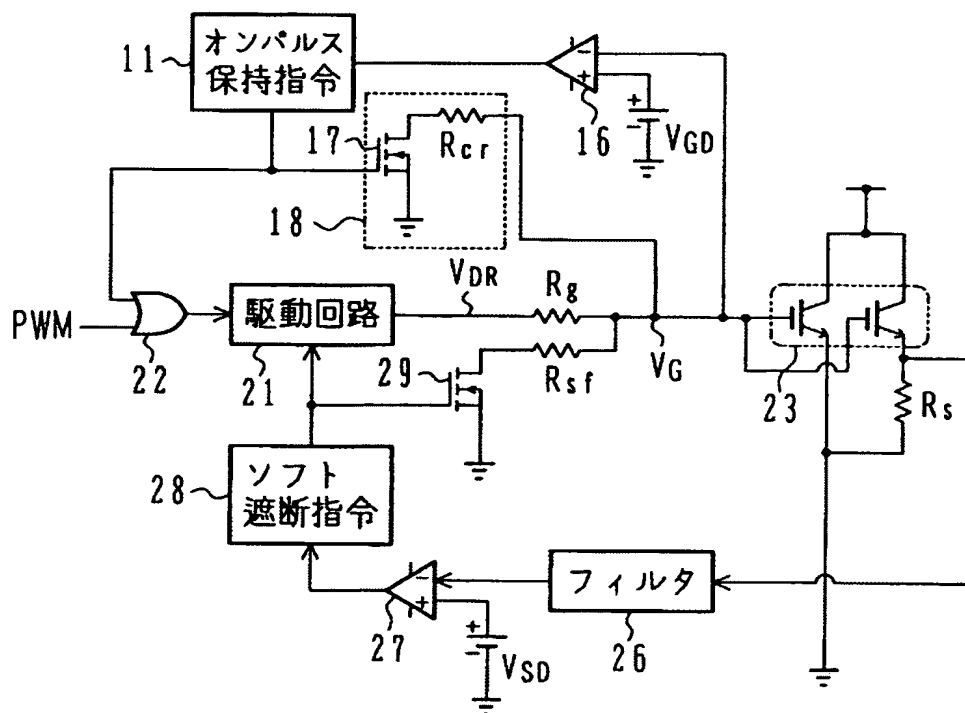 11
オンパルス
保持指令
17
Rcr
16
VGD
18
PWM
22
駆動回路
21
VDR
Rg
29
Rsf
VG
23
Rs
28
ソフト
遮断指令
27
VSD
フィルタ
26